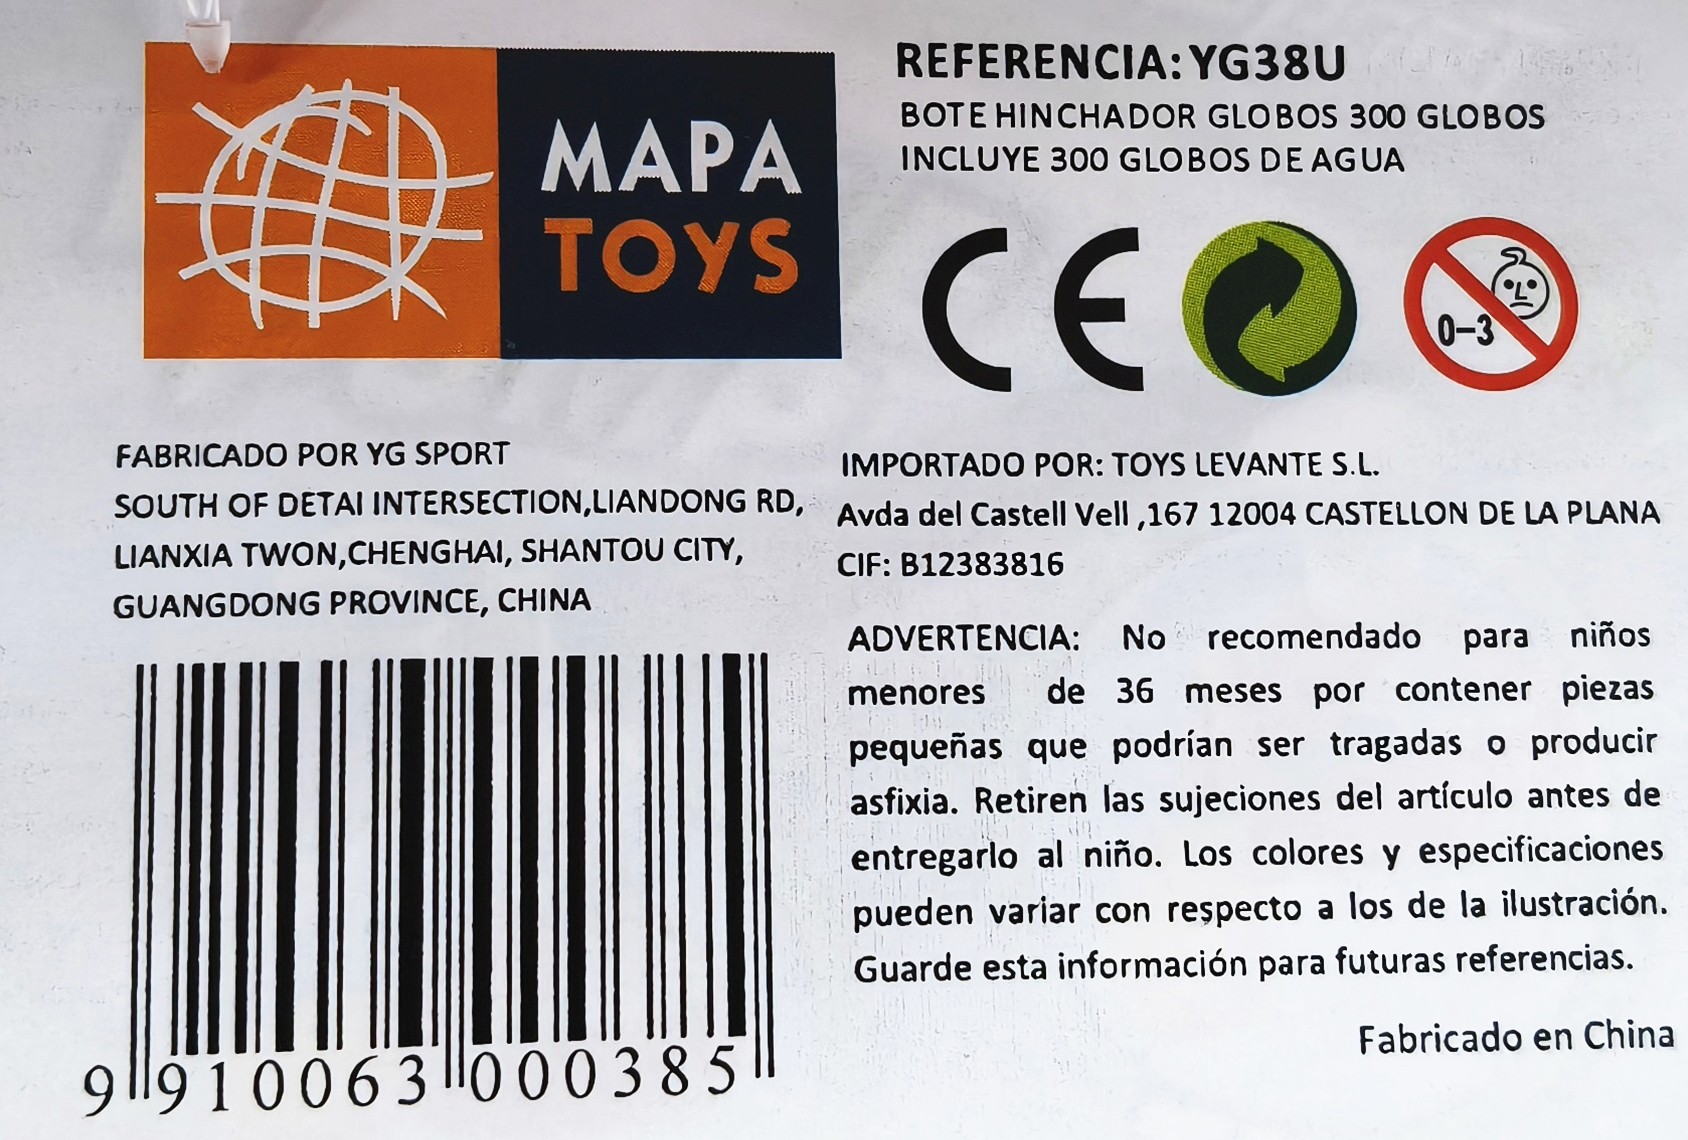 MAPA
TOYS
REFERENCIA: YG38U
BOTE HINCHADOR GLOBOS 300 GLOBOS
INCLUYE 300 GLOBOS DE AGUA
CE
0-3
FABRICADO POR YG SPORT
SOUTH OF DETAI INTERSECTION,LIANDONG RD,
LIANXIA TWON,CHENGHAI, SHANTOU CITY,
GUANGDONG PROVINCE, CHINA
9 910063 000385
IMPORTADO POR: TOYS LEVANTE S.L.
Avda del Castell Vell ,167 12004 CASTELLON DE LA PLANA
CIF: B12383816
ADVERTENCIA: No recomendado para niños
menores de 36 meses por contener piezas
pequeñas que podrían ser tragadas o producir
asfixia. Retiren las sujeciones del artículo antes de
entregarlo al niño. Los colores y especificaciones
pueden variar con respecto a los de la ilustración.
Guarde esta información para futuras referencias.
Fabricado en China